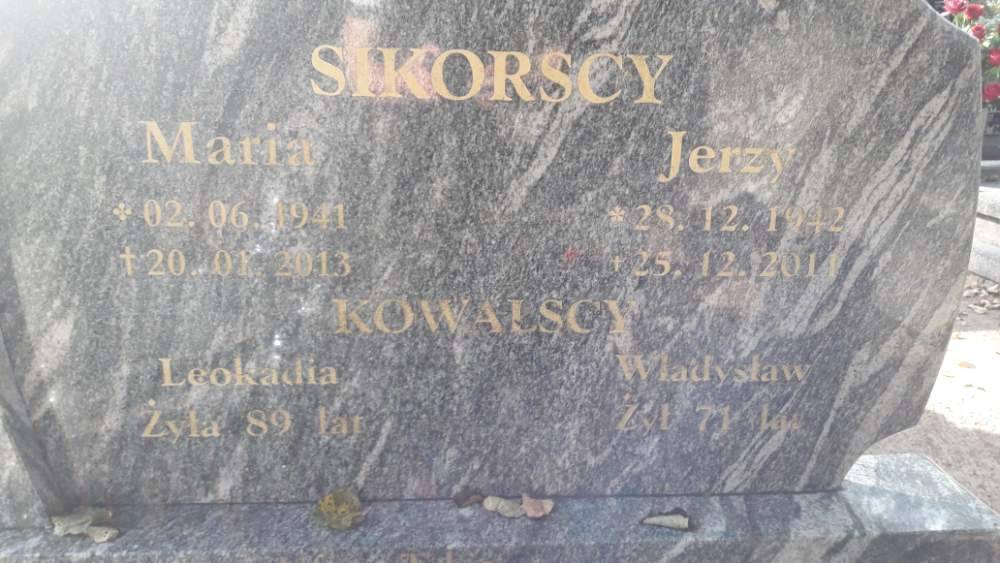 SIKORSCY
Maria Jerzy
* 02. 06. 1941 * 28. 12. 1942
† 20. 01. 2013 + 25. 12. 2011
KOWALSCY
Leokadia Władysław
Żyła 89 lat Żył 71 lat